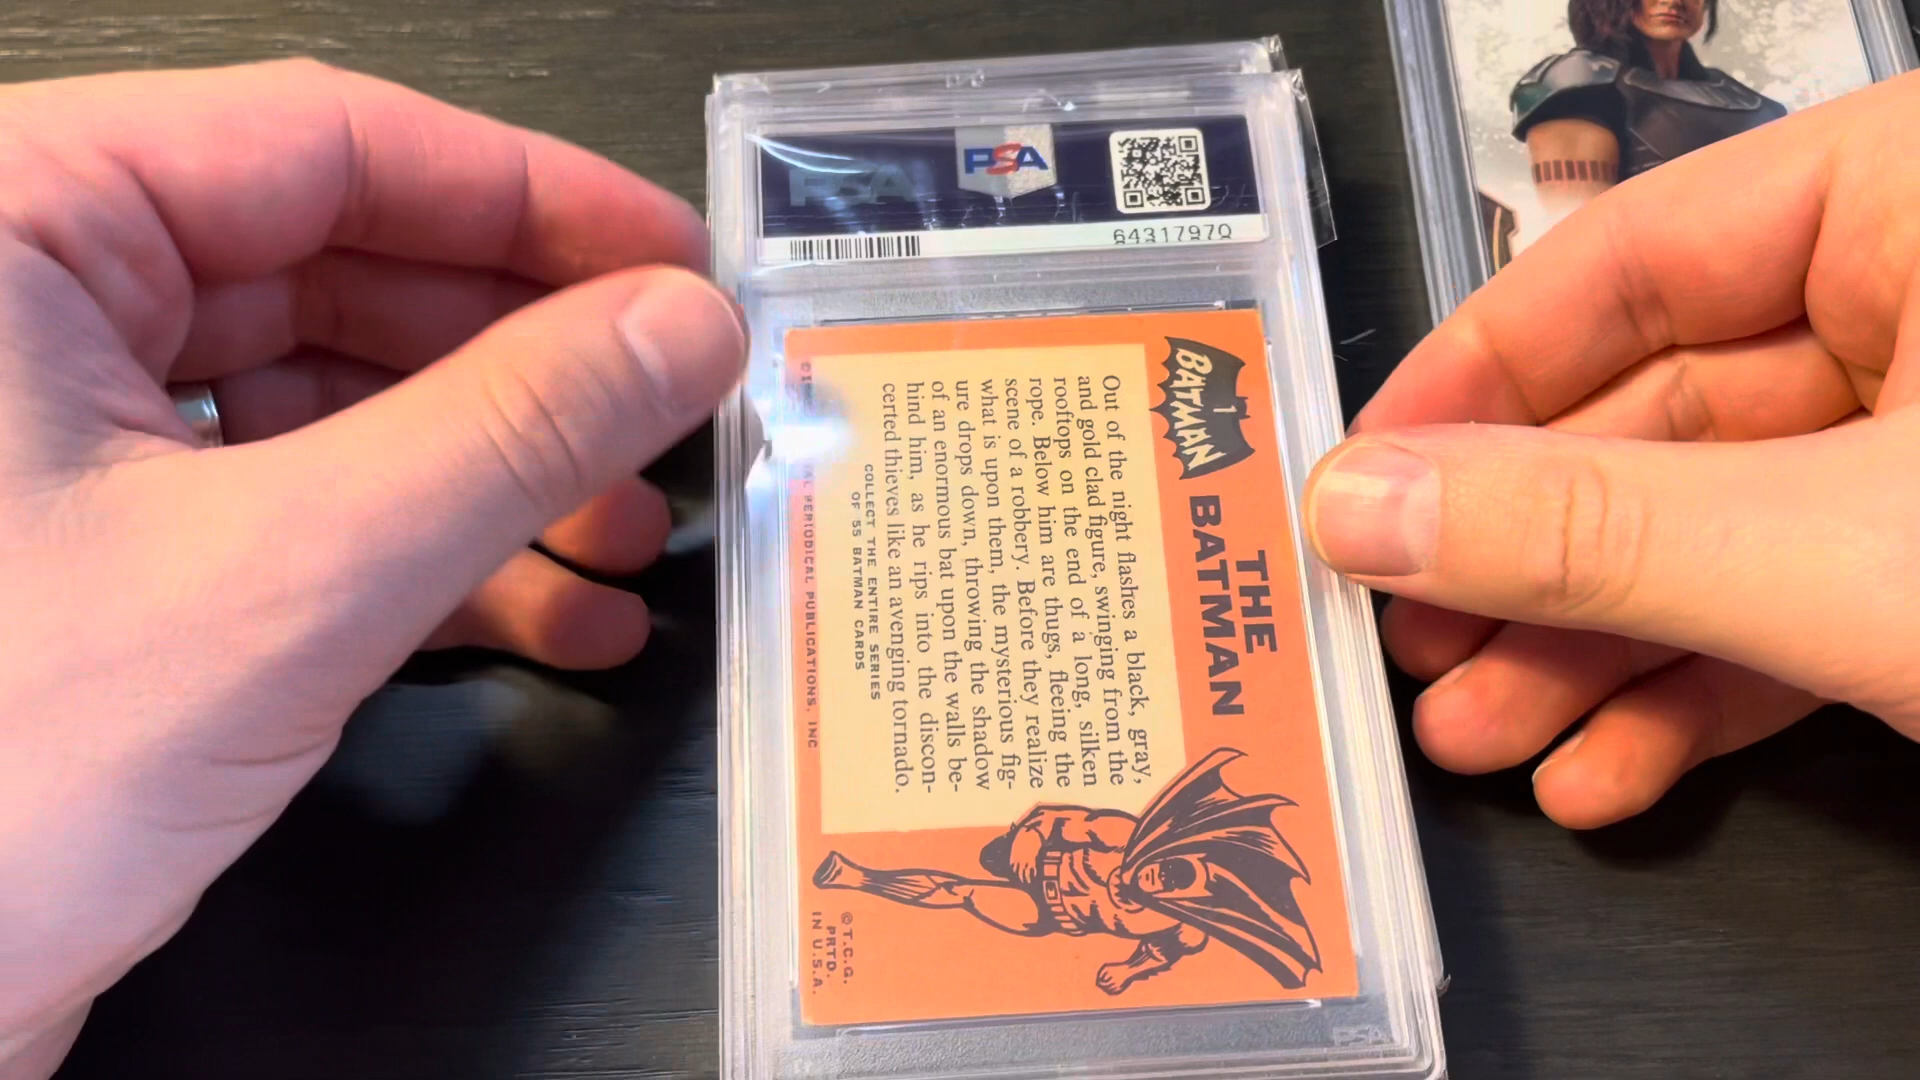 PSA
PSA
64317970
1
BATMAN
THE
BATMAN
Out of the night flashes a black, gray,
and gold clad figure, swinging from the
rooftops on the end of a long, silken
rope. Below him are thugs, fleeing the
scene of a robbery. Before they realize
what is upon them, the mysterious fig-
ure drops down, throwing the shadow
of an enormous bat upon the walls be-
hind him, as he rips into the discon-
certed thieves like an avenging tornado.
COLLECT THE ENTIRE SERIES
OF 55 BATMAN CARDS
PERIODICAL PUBLICATIONS, INC
© T.C.G.
PRTD.
IN U.S.A.